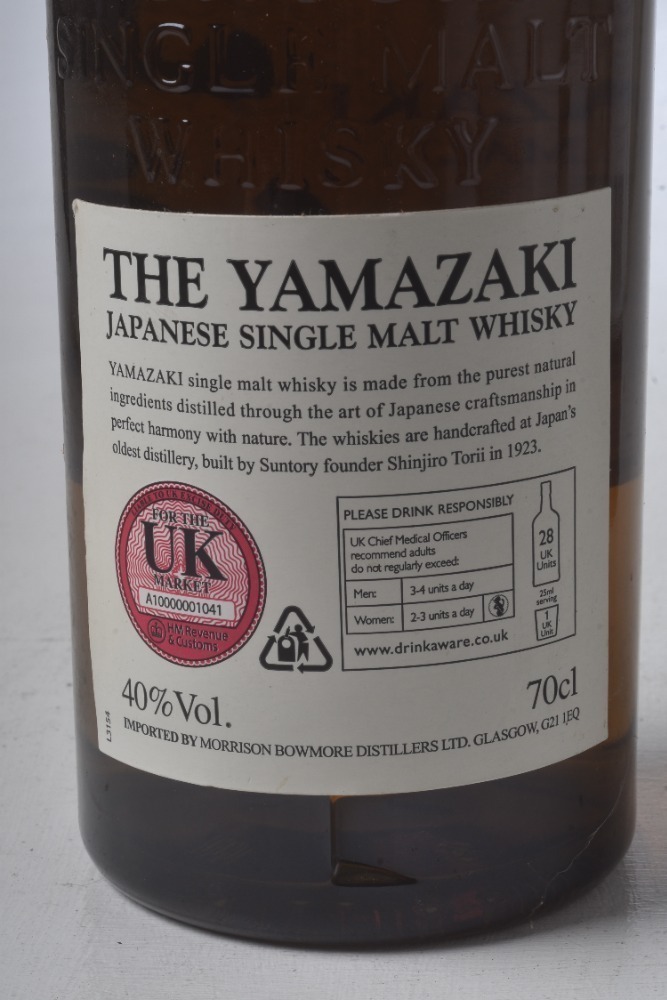 SINGLE MALT
WHISKY
THE YAMAZAKI
JAPANESE SINGLE MALT WHISKY
YAMAZAKI single malt whisky is made from the purest natural
ingredients distilled through the art of Japanese craftsmanship in
perfect harmony with nature. The whiskies are handcrafted at Japan's
oldest distillery, built by Suntory founder Shinjiro Torii in 1923.
TO UK EXCISE DUTY
FOR THE
UK
MARKET
A10000001041
HM Revenue
& Customs
PLEASE DRINK RESPONSIBLY
UK Chief Medical Officers
recommend adults
do not regularly exceed:
Men: 3-4 units a day
Women: 2-3 units a day
www.drinkaware.co.uk
28
UK
Units
25ml
serving
1
UK
Unit
40%Vol.
70cl
IMPORTED BY MORRISON BOWMORE DISTILLERS LTD. GLASGOW, G21 1EQ
L3154